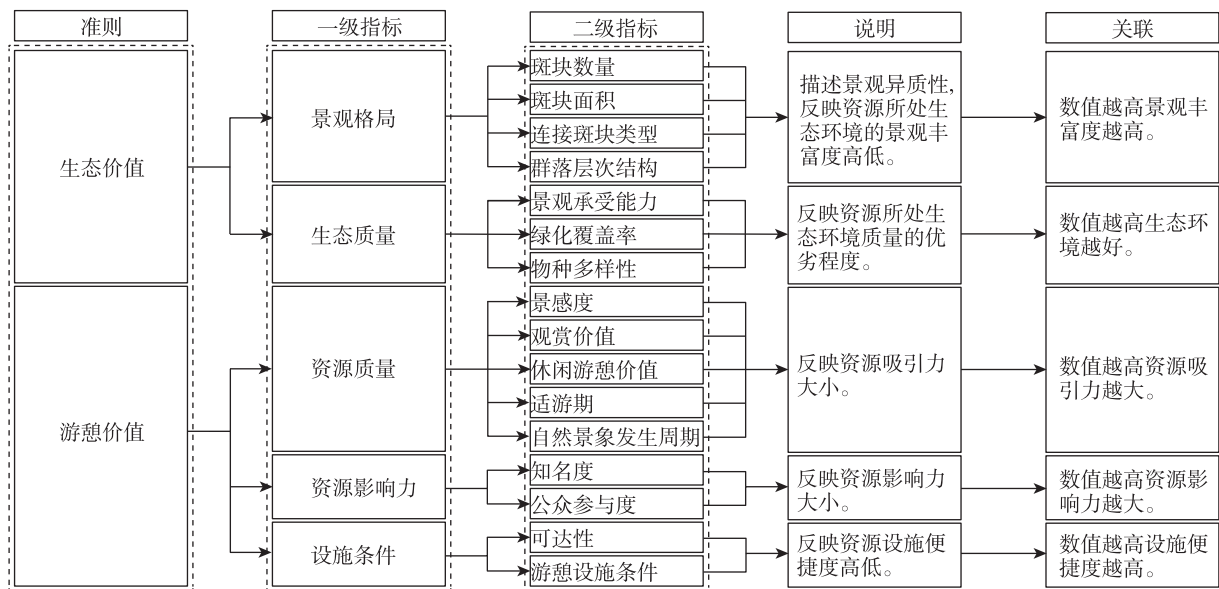 准则
一级指标
二级指标
说明
关联
生态价值
景观格局
斑块数量
斑块面积
连接斑块类型
群落层次结构
描述景观异质性,
反映资源所处生
态环境的景观丰
富度高低。
数值越高景观丰
富度越高。
生态质量
景观承受能力
绿化覆盖率
物种多样性
反映资源所处生
态环境质量的优
劣程度。
数值越高生态环
境越好。
游憩价值
资源质量
景感度
观赏价值
休闲游憩价值
适游期
自然景象发生周期
反映资源吸引力
大小。
数值越高资源吸
引力越大。
资源影响力
知名度
公众参与度
反映资源影响力
大小。
数值越高资源影
响力越大。
设施条件
可达性
游憩设施条件
反映资源设施便
捷度高低。
数值越高设施便
捷度越高。